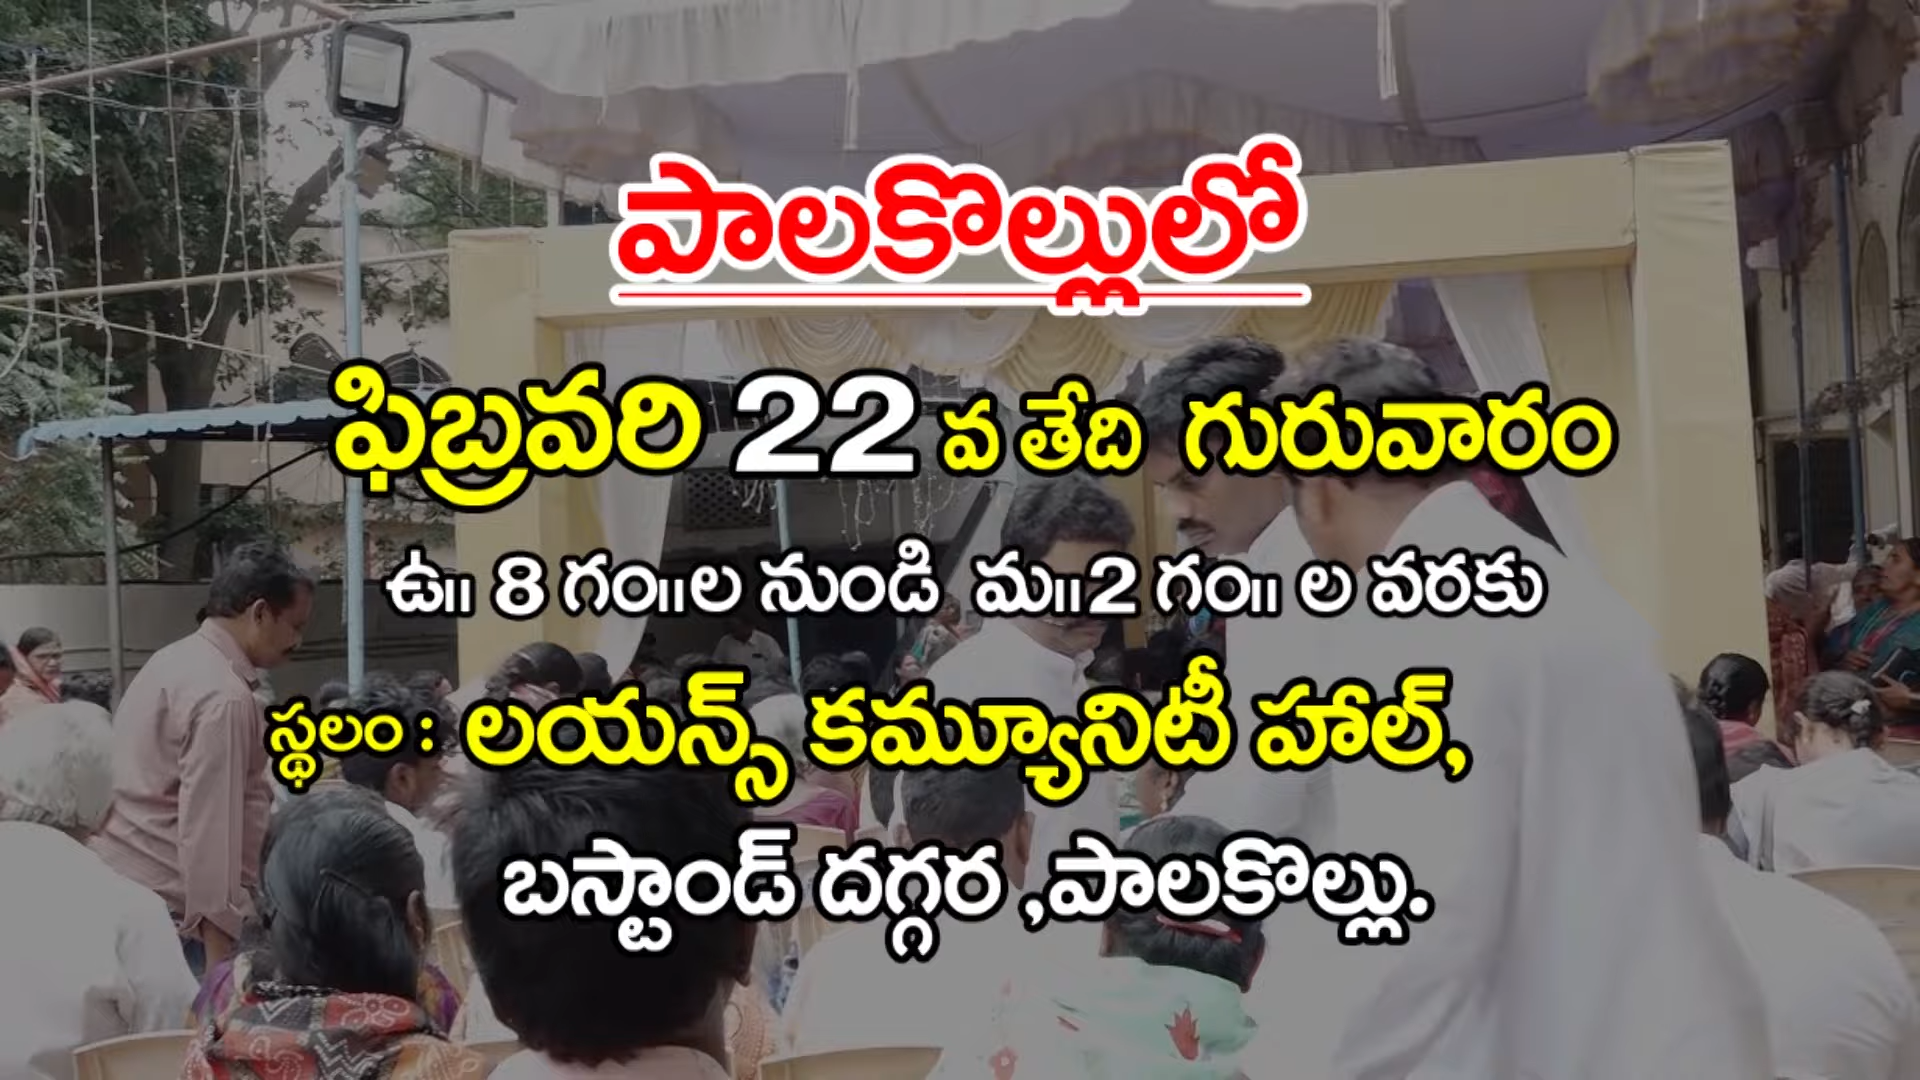 పాలకొల్లులో
ఫిబ్రవరి 22 వ తేది గురువారం
ఉ॥ 8 గం॥ల నుండి మ॥2 గం॥ ల వరకు
స్థలం : లయన్స్ కమ్యూనిటీ హాల్,
బస్టాండ్ దగ్గర ,పాలకొల్లు.